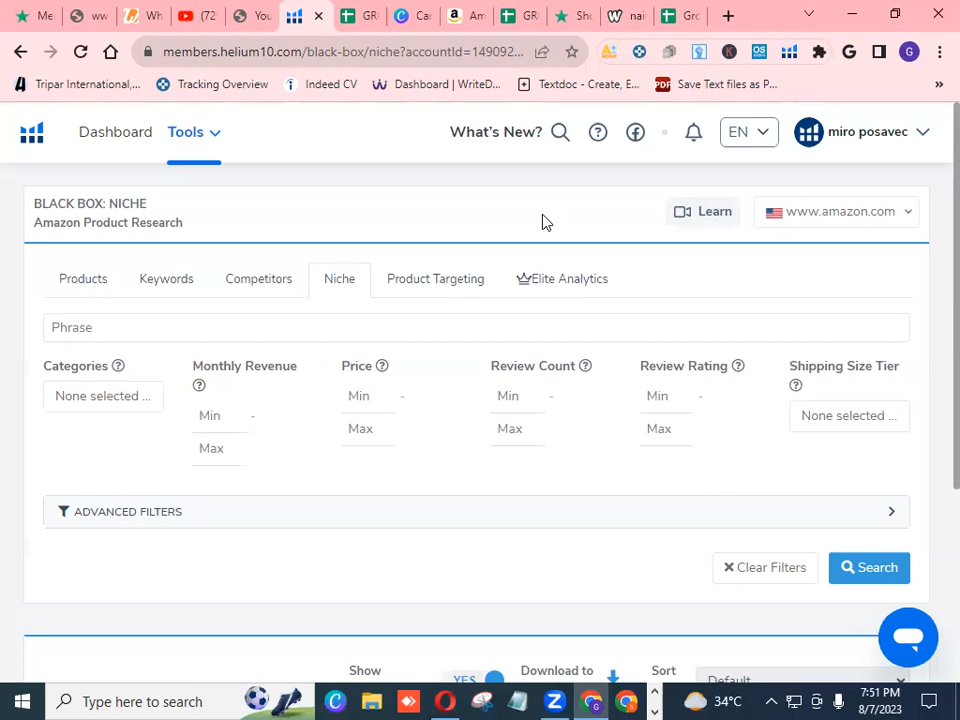 Me
ww
Wh
(72
You
GR
Car
Am
GR
Sho
nai
Gro
members.helium10.com/black-box/niche?accountId=149092...
Tripar International,...
Tracking Overview
Indeed CV
Dashboard | WriteD...
Textdoc - Create, E...
Save Text files as P...
»
Dashboard
Tools
What's New?
EN
miro posavec
BLACK BOX: NICHE
Amazon Product Research
Learn
www.amazon.com
Products
Keywords
Competitors
Niche
Product Targeting
Elite Analytics
Phrase
Categories
Monthly Revenue
Price
Review Count
Review Rating
Shipping Size Tier
None selected ...
Min
-
Max
Min
-
Max
Min
-
Max
Min
-
Max
None selected ...
ADVANCED FILTERS
Clear Filters
Search
Show
YES
Download to
Sort
Default
Type here to search
34°C
7:51 PM
8/7/2023